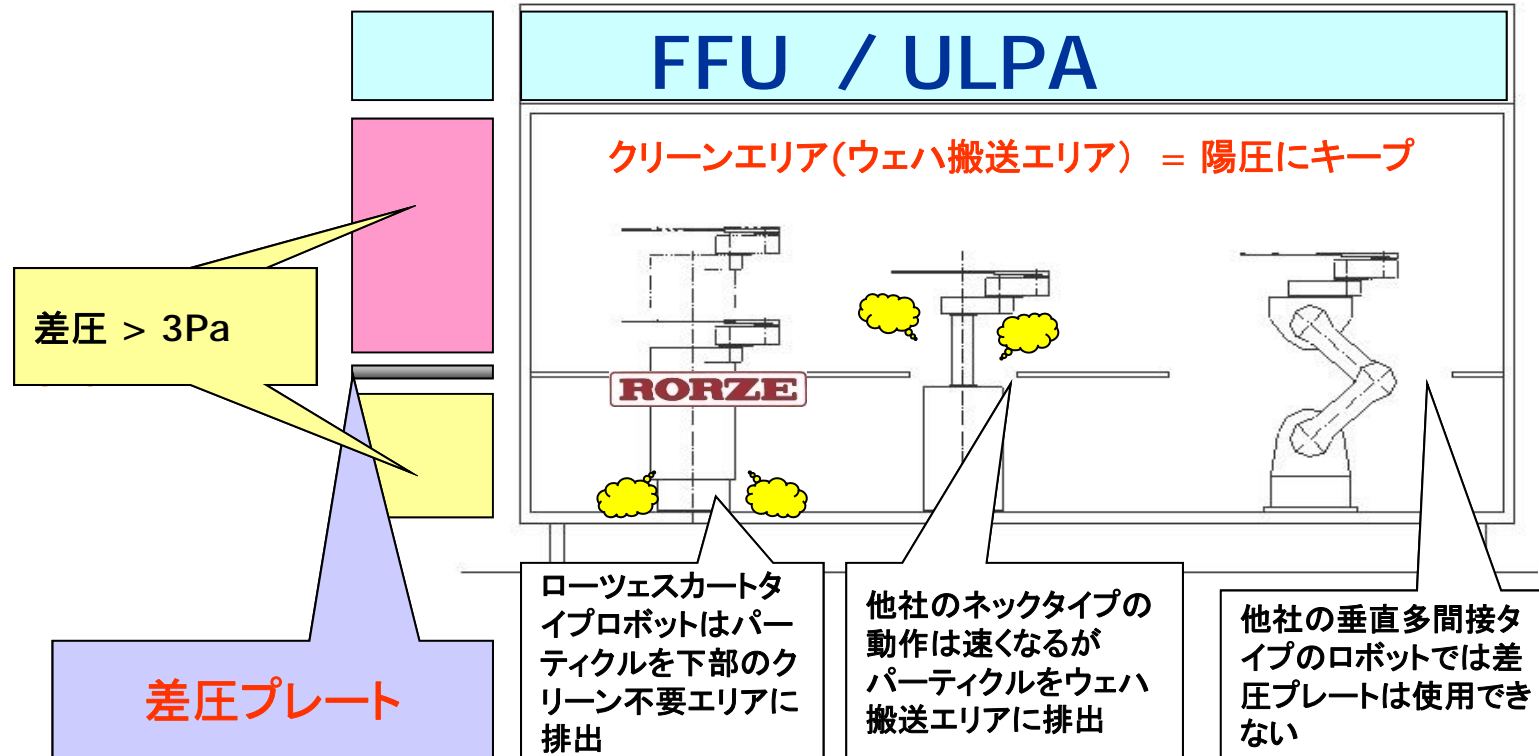 FFU / ULPA
クリーンエリア(ウェハ搬送エリア） = 陽圧にキープ
差圧 > 3Pa
RORZE
差圧プレート
ローツェスカートタ
イプロボットはパー
ティクルを下部のク
リーン不要エリアに
排出
他社のネックタイプの
動作は速くなるが
パーティクルをウェハ
搬送エリアに排出
他社の垂直多間接タ
イプのロボットでは差
圧プレートは使用でき
ない